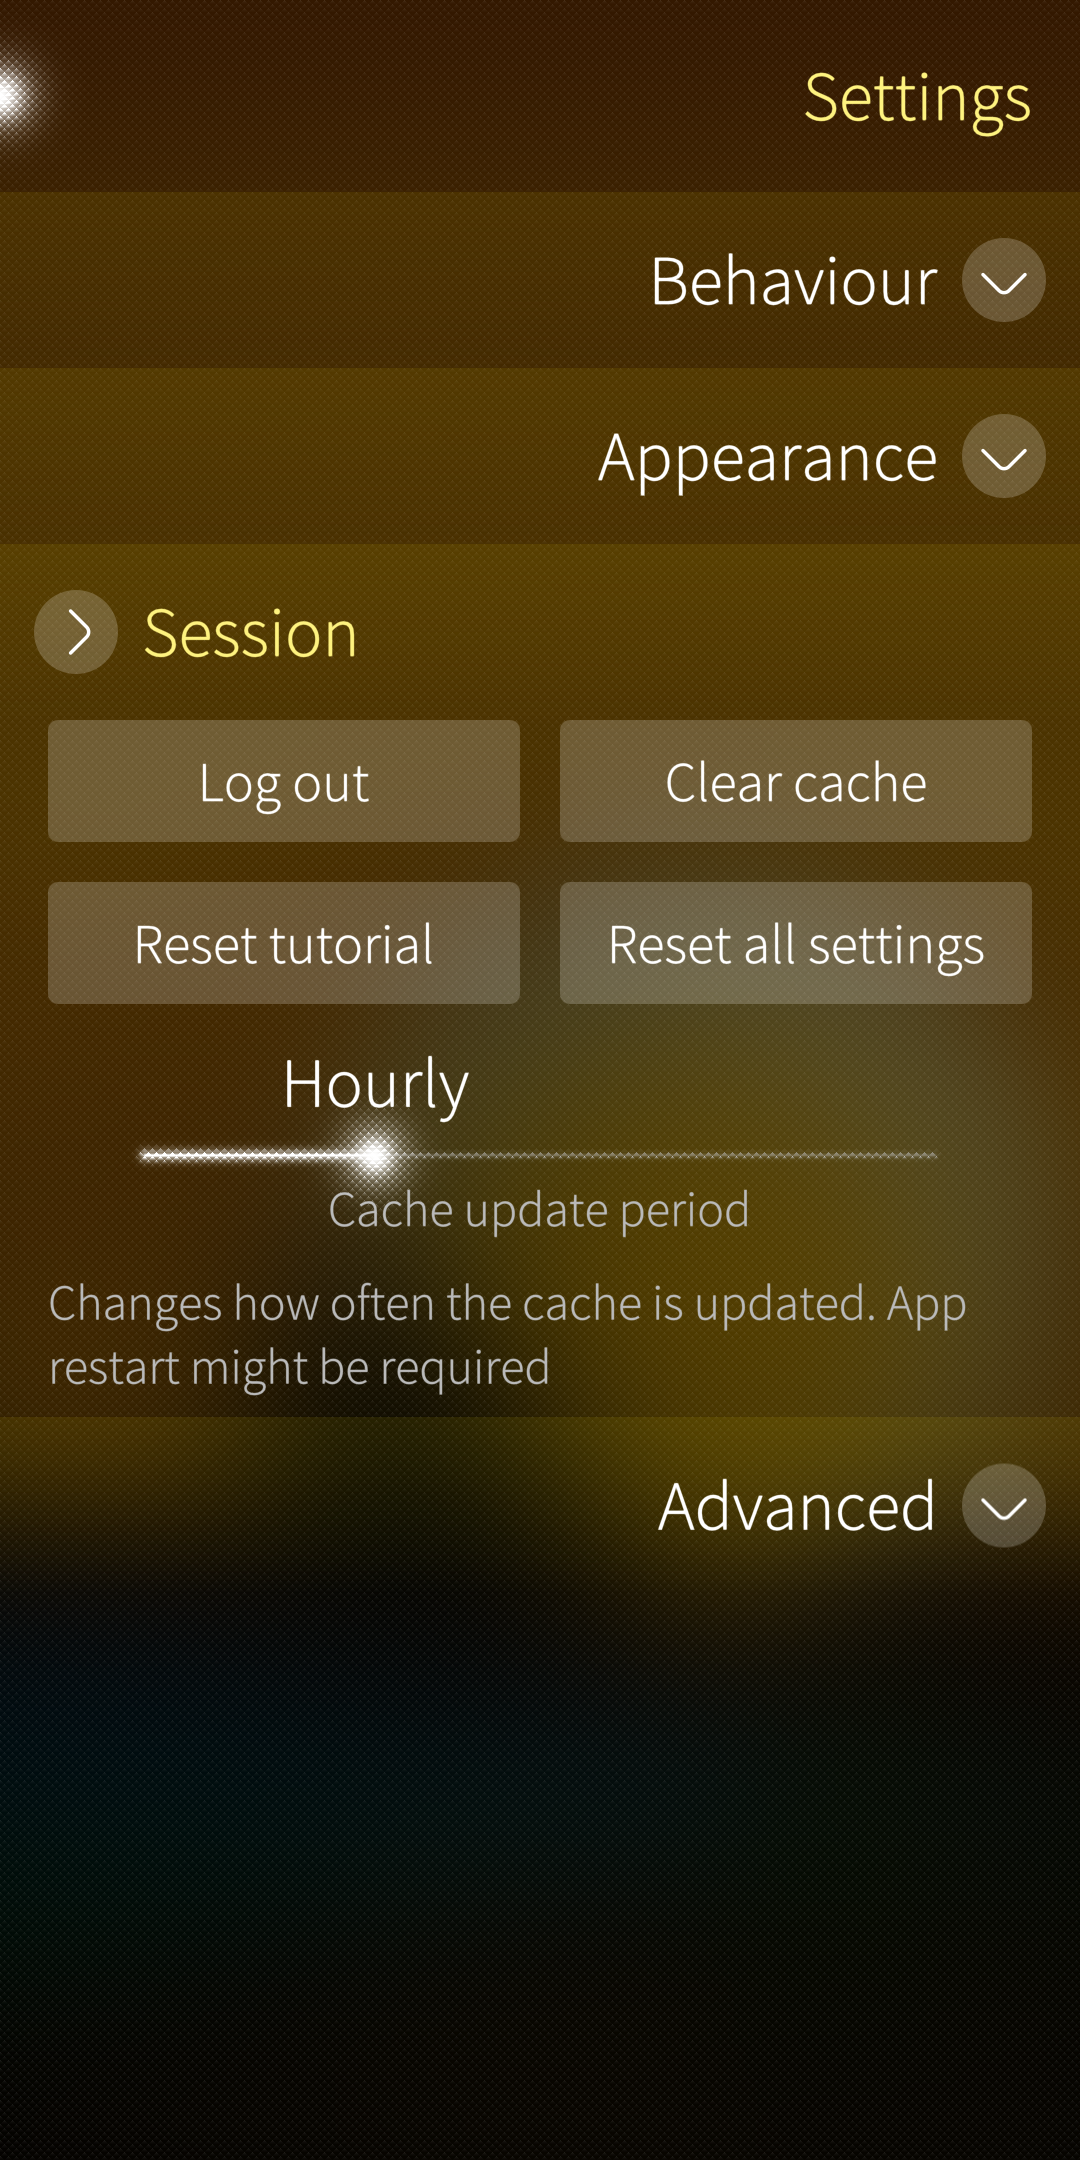 Settings
Behaviour
Appearance
Session
Log out
Clear cache
Reset tutorial
Reset all settings
Hourly
Cache update period
Changes how often the cache is updated. App
restart might be required
Advanced